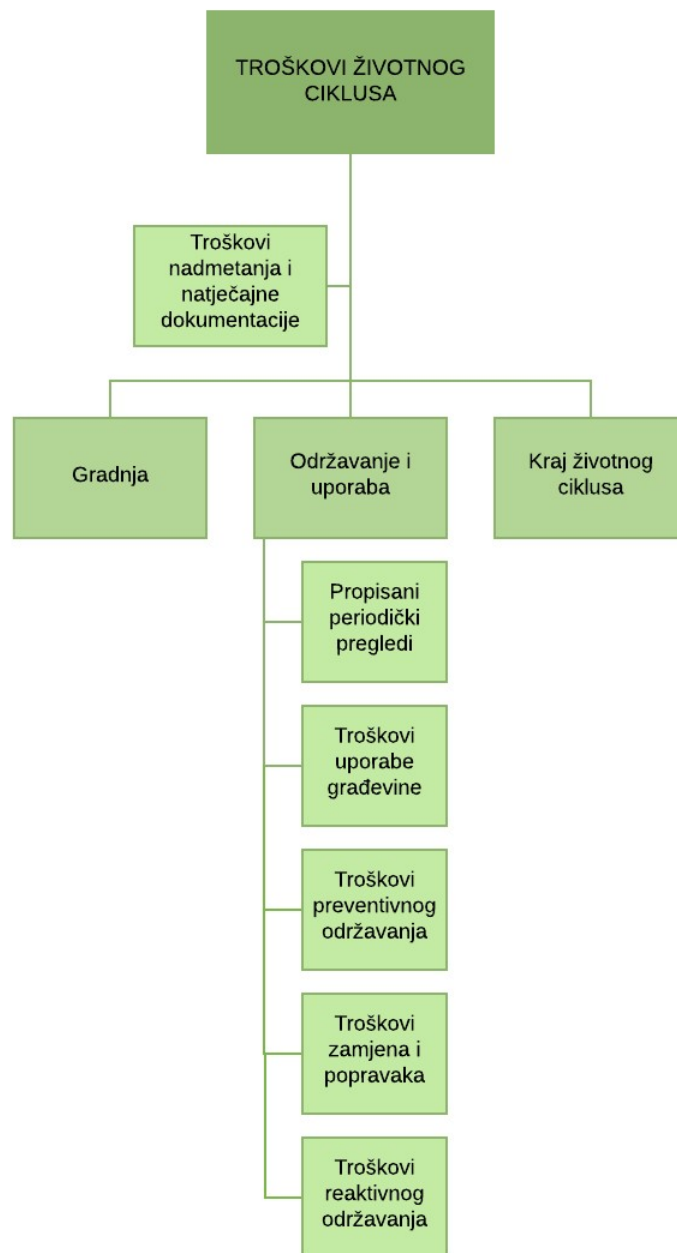 TROŠKOVI ŽIVOTNOG
CIKLUSA
Troškovi
nadmetanja i
natječajne
dokumentacije
Gradnja
Održavanje i
uporaba
Kraj životnog
ciklusa
Propisani
periodički
pregledi
Troškovi
uporabe
građevine
Troškovi
preventivnog
održavanja
Troškovi
zamjena i
popravaka
Troškovi
reaktivnog
održavanja